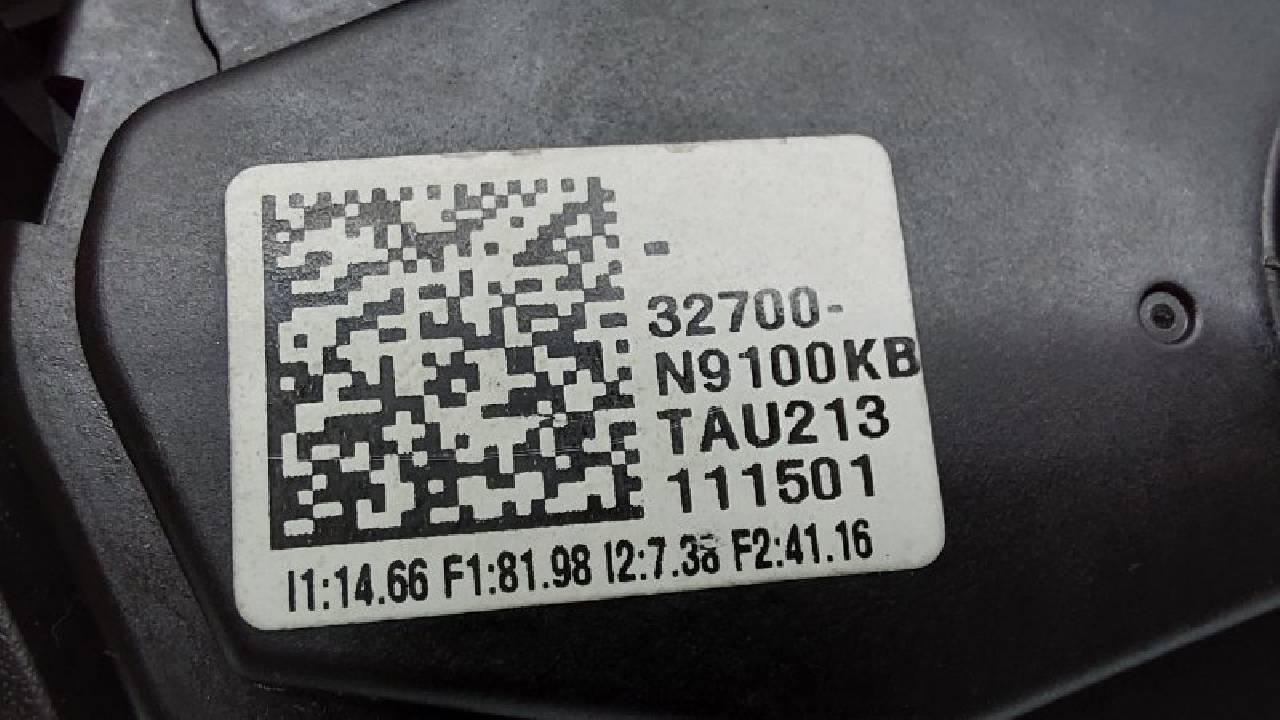 -
32700-
N9100KB
TAU213
111501
I1:14.66 F1:81.98 I2:7.38 F2:41.16